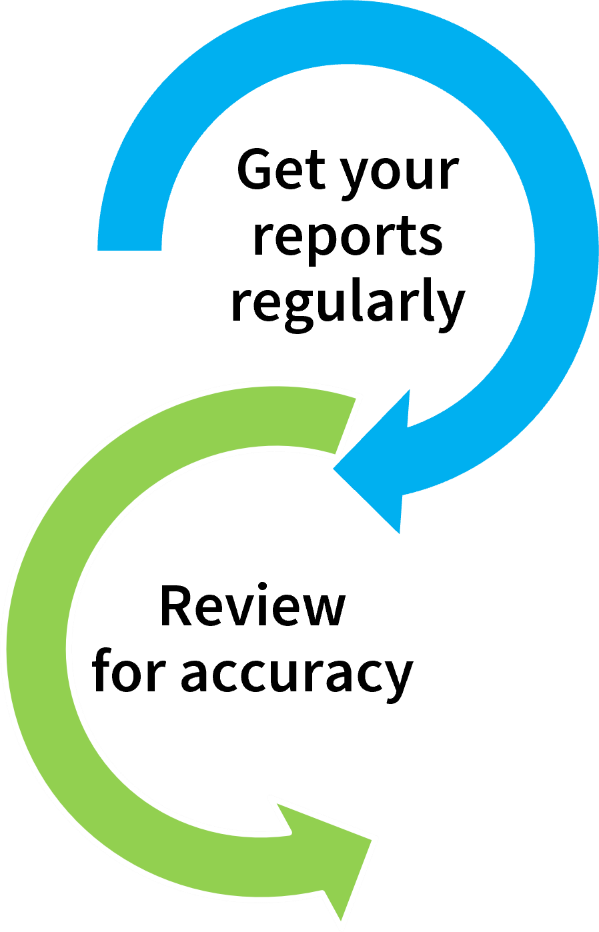 Get your
reports
regularly
Review
for accuracy